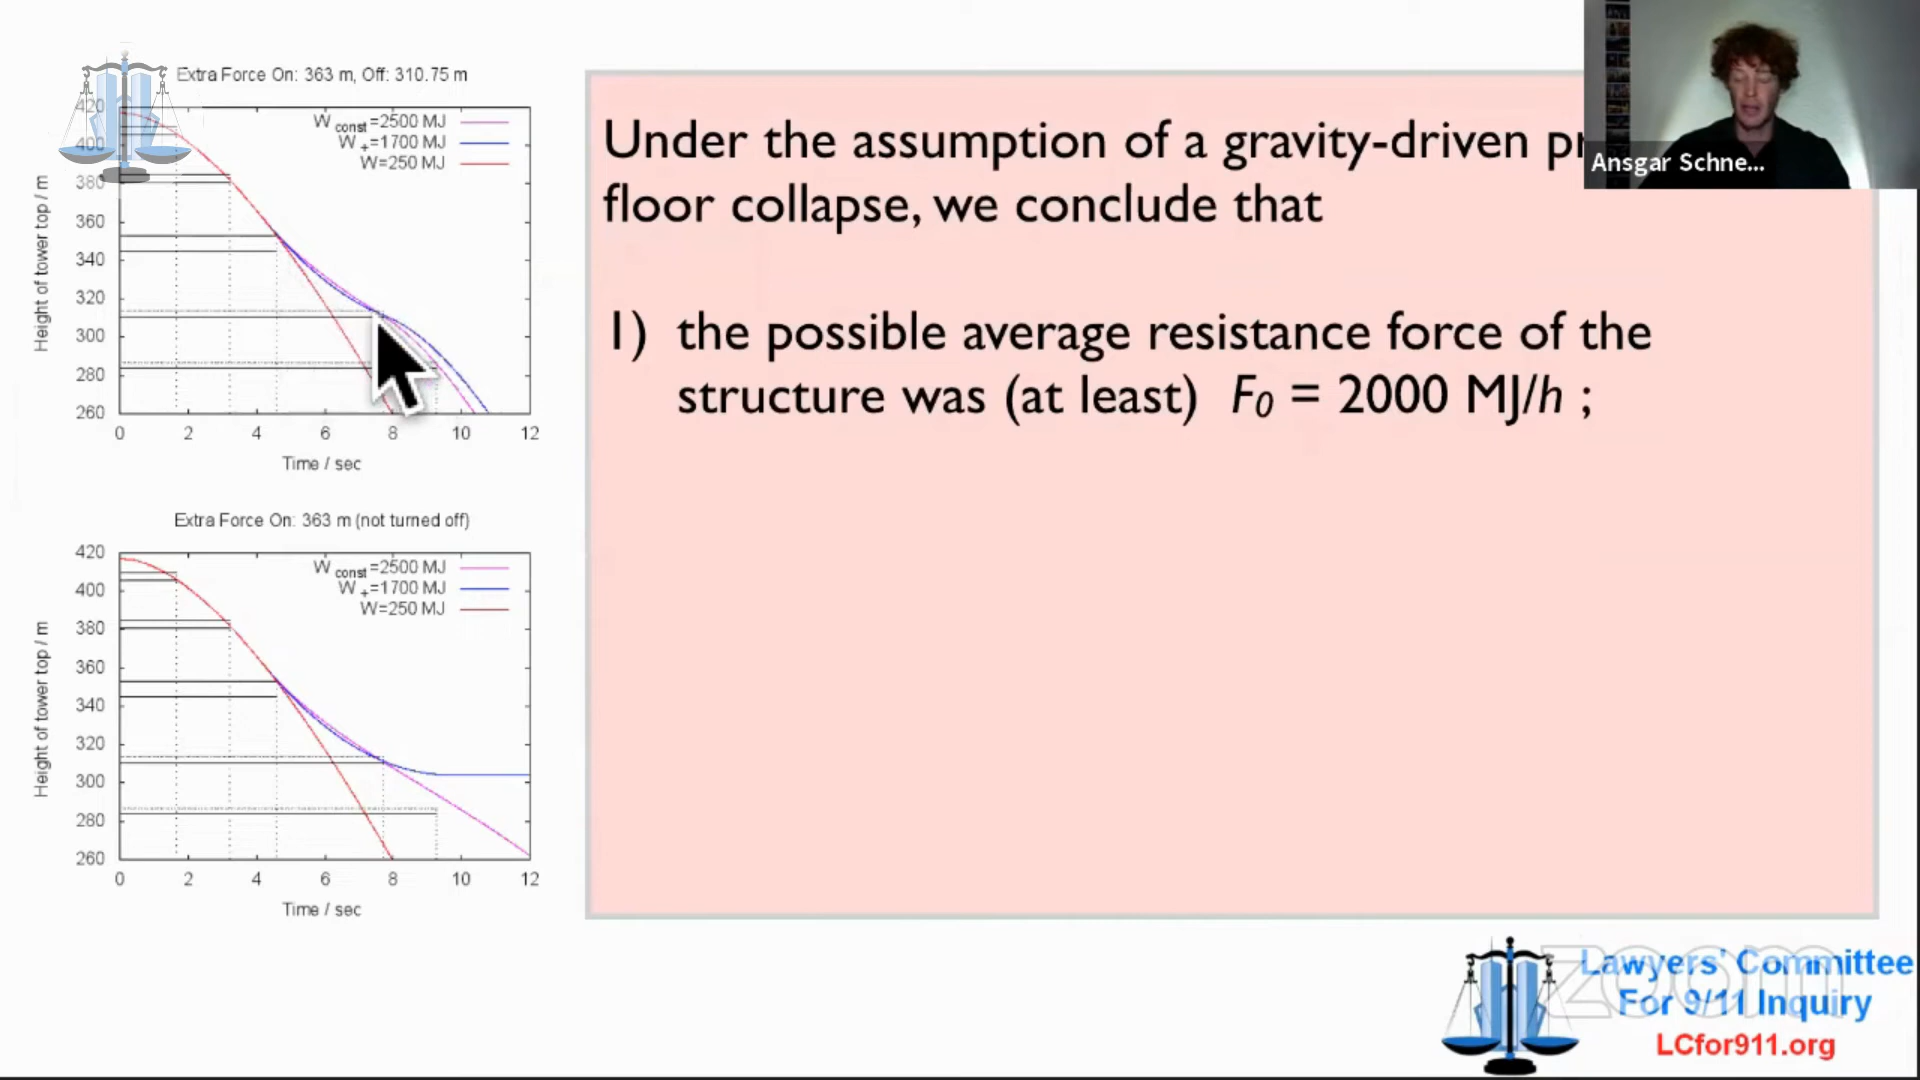 Extra Force On: 363 m, Off: 310.75 m
W const =2500 MJ
W + =1700 MJ
W=250 MJ
420
400
380
360
340
320
300
280
260
Height of tower top / m
0 2 4 6 8 10 12
Time / sec
Extra Force On: 363 m (not turned off)
W const =2500 MJ
W + =1700 MJ
W=250 MJ
420
400
380
360
340
320
300
280
260
Height of tower top / m
0 2 4 6 8 10 12
Time / sec
Under the assumption of a gravity-driven
floor collapse, we conclude that
1) the possible average resistance force of the
structure was (at least) F0 = 2000 MJ/h ;
Ansgar Schne...
zoom
Lawyers' Committee
For 9/11 Inquiry
LCfor911.org